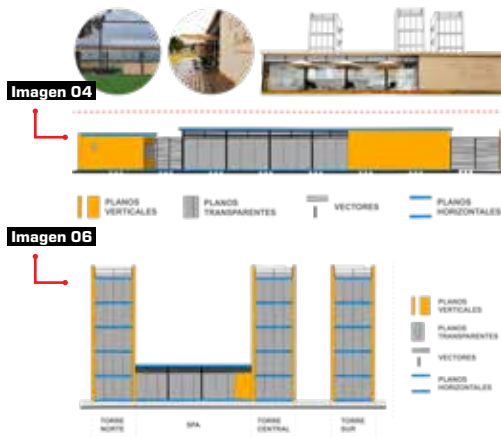 Imagen 04
PLANOS
VERTICALES
PLANOS
TRANSPARENTES
VECTORES
PLANOS
HORIZONTALES
Imagen 06
PLANOS
VERTICALES
PLANOS
TRANSPARENTES
VECTORES
PLANOS
HORIZONTALES
TORRE
NORTE
SPA
TORRE
CENTRAL
TORRE
SUR